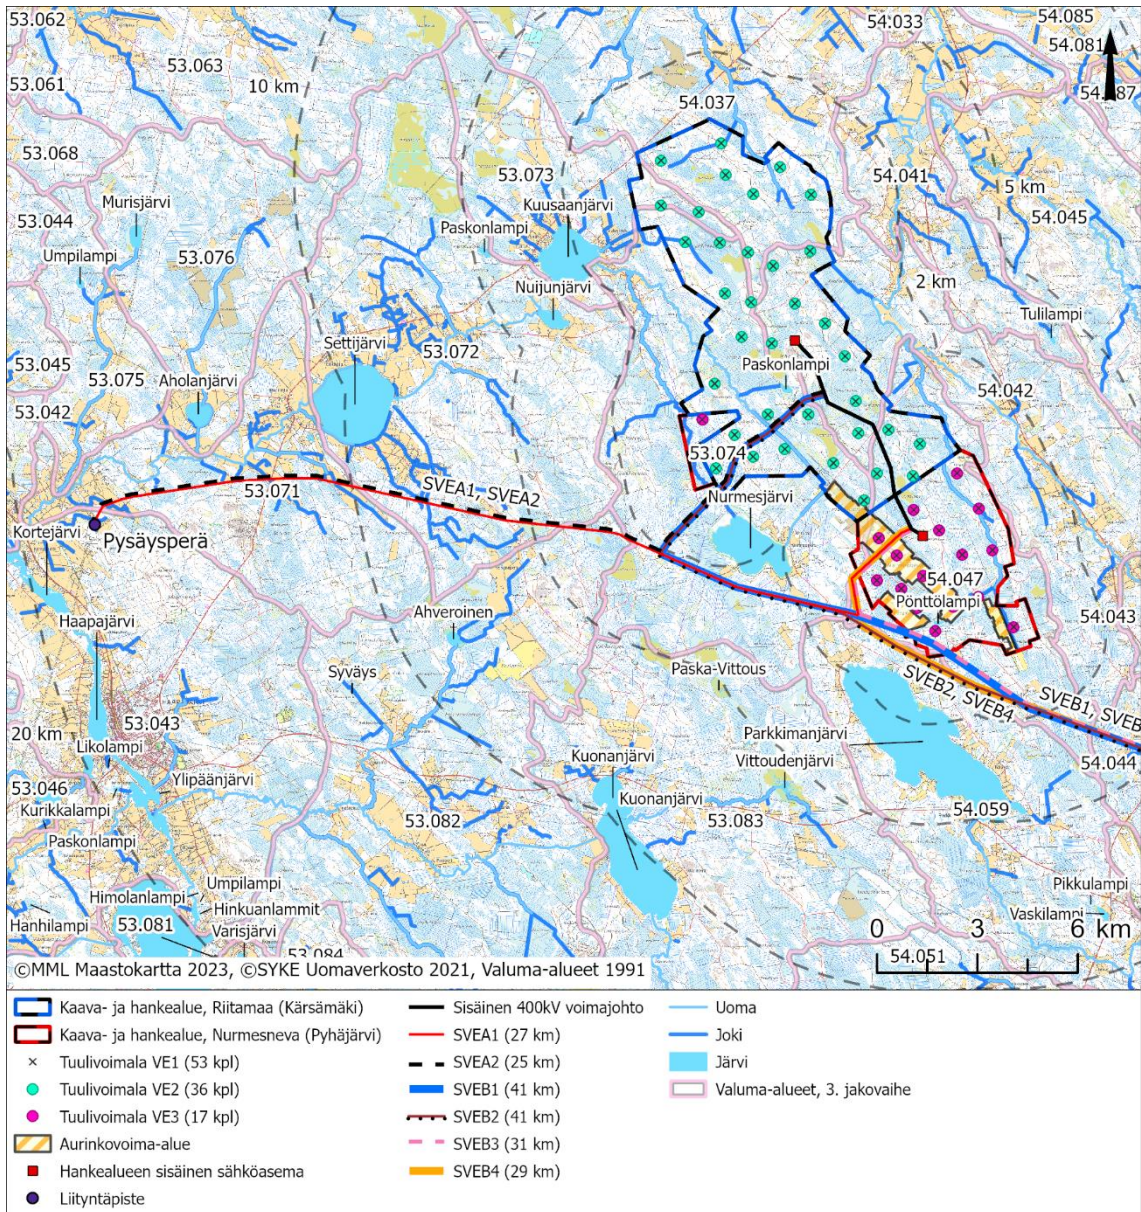 53.062
54.033
54.085
54.081
53.063
53.061
10 km
54.037
54.087
53.068
53.073
54.041
5 km
Murisjärvi
Kuusaanjärvi
53.044
Paskonlampi
54.045
Umpilampi
53.076
2 km
Nuijunjärvi
Tulilampi
Settijärvi
53.072
53.045
53.075
Aholanjärvi
Paskonlampi
54.042
53.042
53.074
53.071
SVEA1, SVEA2
Nurmesjärvi
Kortejärvi
Pysäysperä
54.047
Pönttölampi
Ahveroinen
54.043
Haapajärvi
Syväys
Paska-Vittous
SVEB2, SVEB4
SVEB1, SVEB
53.043
20 km
Parkkimanjärvi
Likolampi
Kuonanjärvi
Vittoudenjärvi
54.044
Ylipäänjärvi
53.046
Kuonanjärvi
54.059
Kurikkalampi
53.082
53.083
Paskonlampi
Umpilampi
Pikkulampi
Himolanlampi
Hinkuanlammit
Vaskilampi
Hanhilampi
53.081
Varisjärvi
0 3 6 km
53.084
54.051
©MML Maastokartta 2023, ©SYKE Uomaverkosto 2021, Valuma-alueet 1991
Kaava- ja hankealue, Riitamaa (Kärsämäki)
Kaava- ja hankealue, Nurmesneva (Pyhäjärvi)
Tuulivoimala VE1 (53 kpl)
Tuulivoimala VE2 (36 kpl)
Tuulivoimala VE3 (17 kpl)
Aurinkovoima-alue
Hankealueen sisäinen sähköasema
Liityntäpiste
Sisäinen 400kV voimajohto
SVEA1 (27 km)
SVEA2 (25 km)
SVEB1 (41 km)
SVEB2 (41 km)
SVEB3 (31 km)
SVEB4 (29 km)
Uoma
Joki
Järvi
Valuma-alueet, 3. jakovaihe